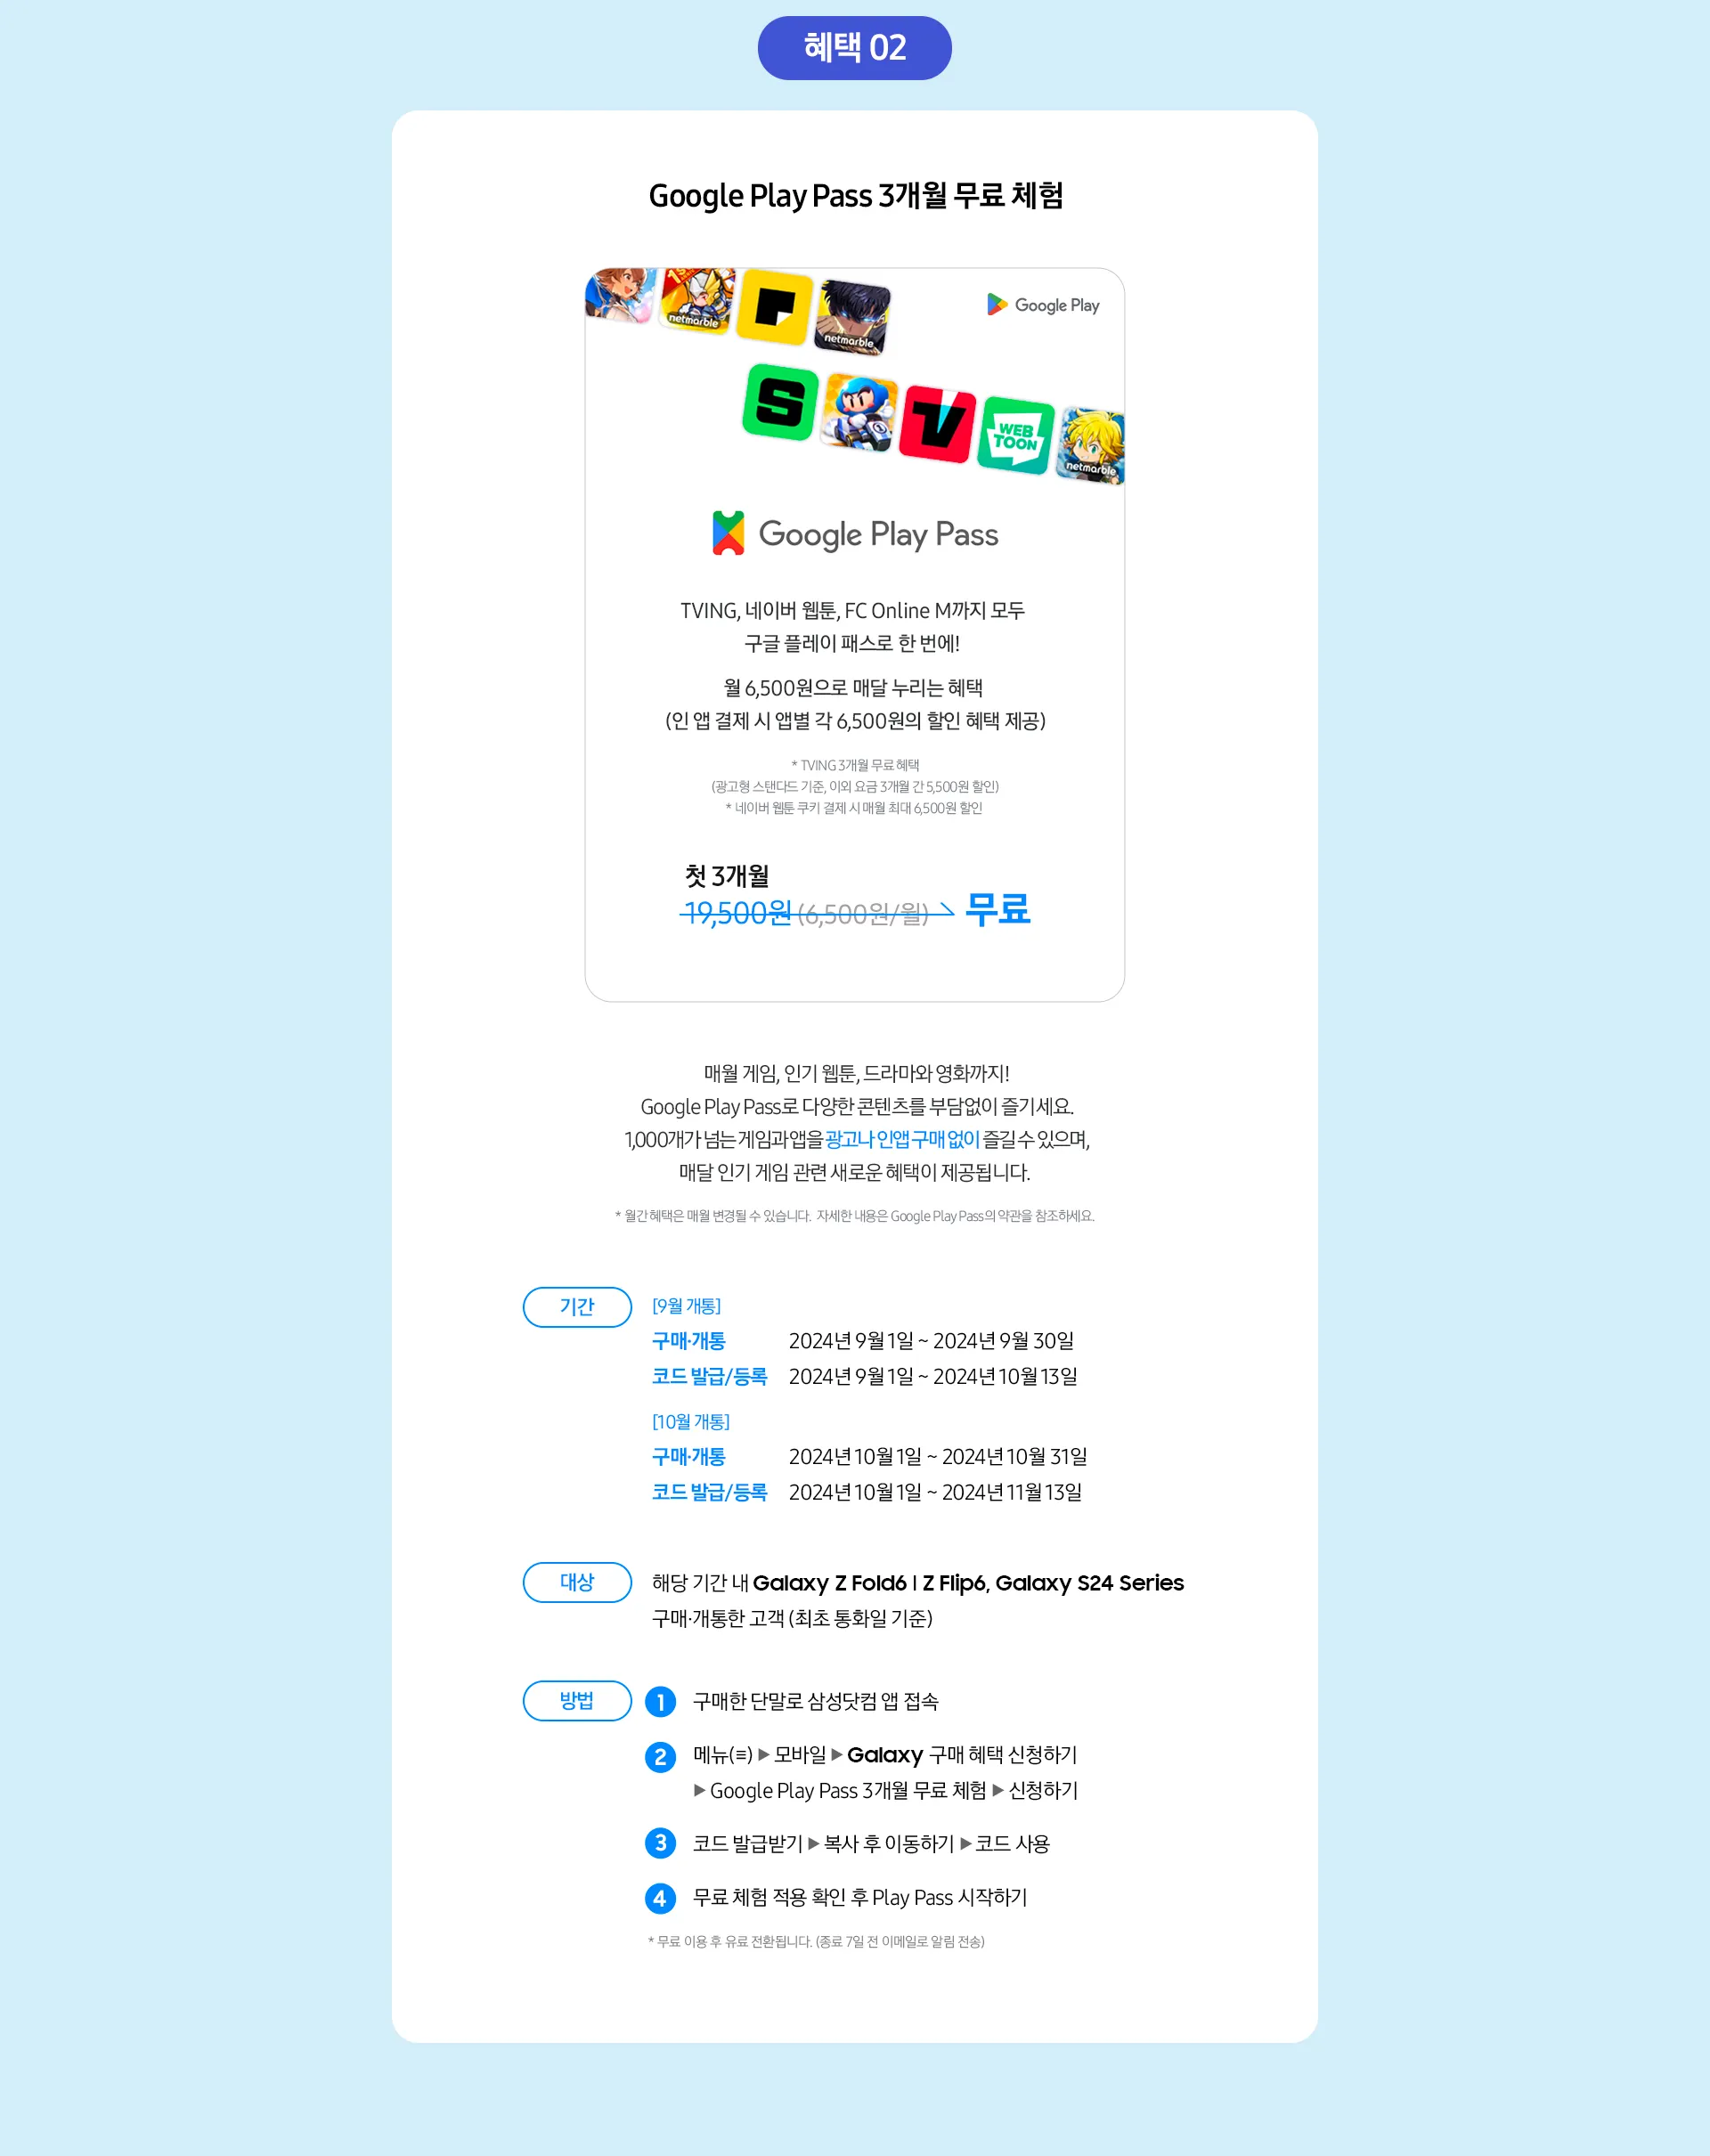 혜택 02
Google Play Pass 3개월 무료 체험
netmarble
netmarble
Google Play
S
V
WEB
TOON
netmarble
Google Play Pass
TVING, 네이버 웹툰, FC Online M까지 모두
구글 플레이 패스로 한 번에!
월 6,500원으로 매달 누리는 혜택
(인 앱 결제 시 앱별 각 6,500원의 할인 혜택 제공)
* TVING 3개월 무료 혜택
(광고형 스탠다드 기준, 이외 요금 3개월 간 5,500원 할인)
* 네이버 웹툰 쿠키 결제 시 매월 최대 6,500원 할인
첫 3개월
19,500원 (6,500원/월) 무료
매월 게임, 인기 웹툰, 드라마와 영화까지!
Google Play Pass로 다양한 콘텐츠를 부담없이 즐기세요.
1,000개가 넘는 게임과 앱을 광고나 인앱 구매 없이 즐길 수 있으며,
매달 인기 게임 관련 새로운 혜택이 제공됩니다.
* 월간 혜택은 매월 변경될 수 있습니다. 자세한 내용은 Google Play Pass의 약관을 참조하세요.
기간 [9월 개통]
구매·개통 2024년 9월 1일 ~ 2024년 9월 30일
코드 발급/등록 2024년 9월 1일 ~ 2024년 10월 13일
[10월 개통]
구매·개통 2024년 10월 1일 ~ 2024년 10월 31일
코드 발급/등록 2024년 10월 1일 ~ 2024년 11월 13일
대상 해당 기간 내 Galaxy Z Fold6 l Z Flip6, Galaxy S24 Series
구매·개통한 고객 (최초 통화일 기준)
방법 1 구매한 단말로 삼성닷컴 앱 접속
2 메뉴(≡) ▶ 모바일 ▶ Galaxy 구매 혜택 신청하기
▶ Google Play Pass 3개월 무료 체험 ▶ 신청하기
3 코드 발급받기 ▶ 복사 후 이동하기 ▶ 코드 사용
4 무료 체험 적용 확인 후 Play Pass 시작하기
* 무료 이용 후 유료 전환됩니다. (종료 7일 전 이메일로 알림 전송)